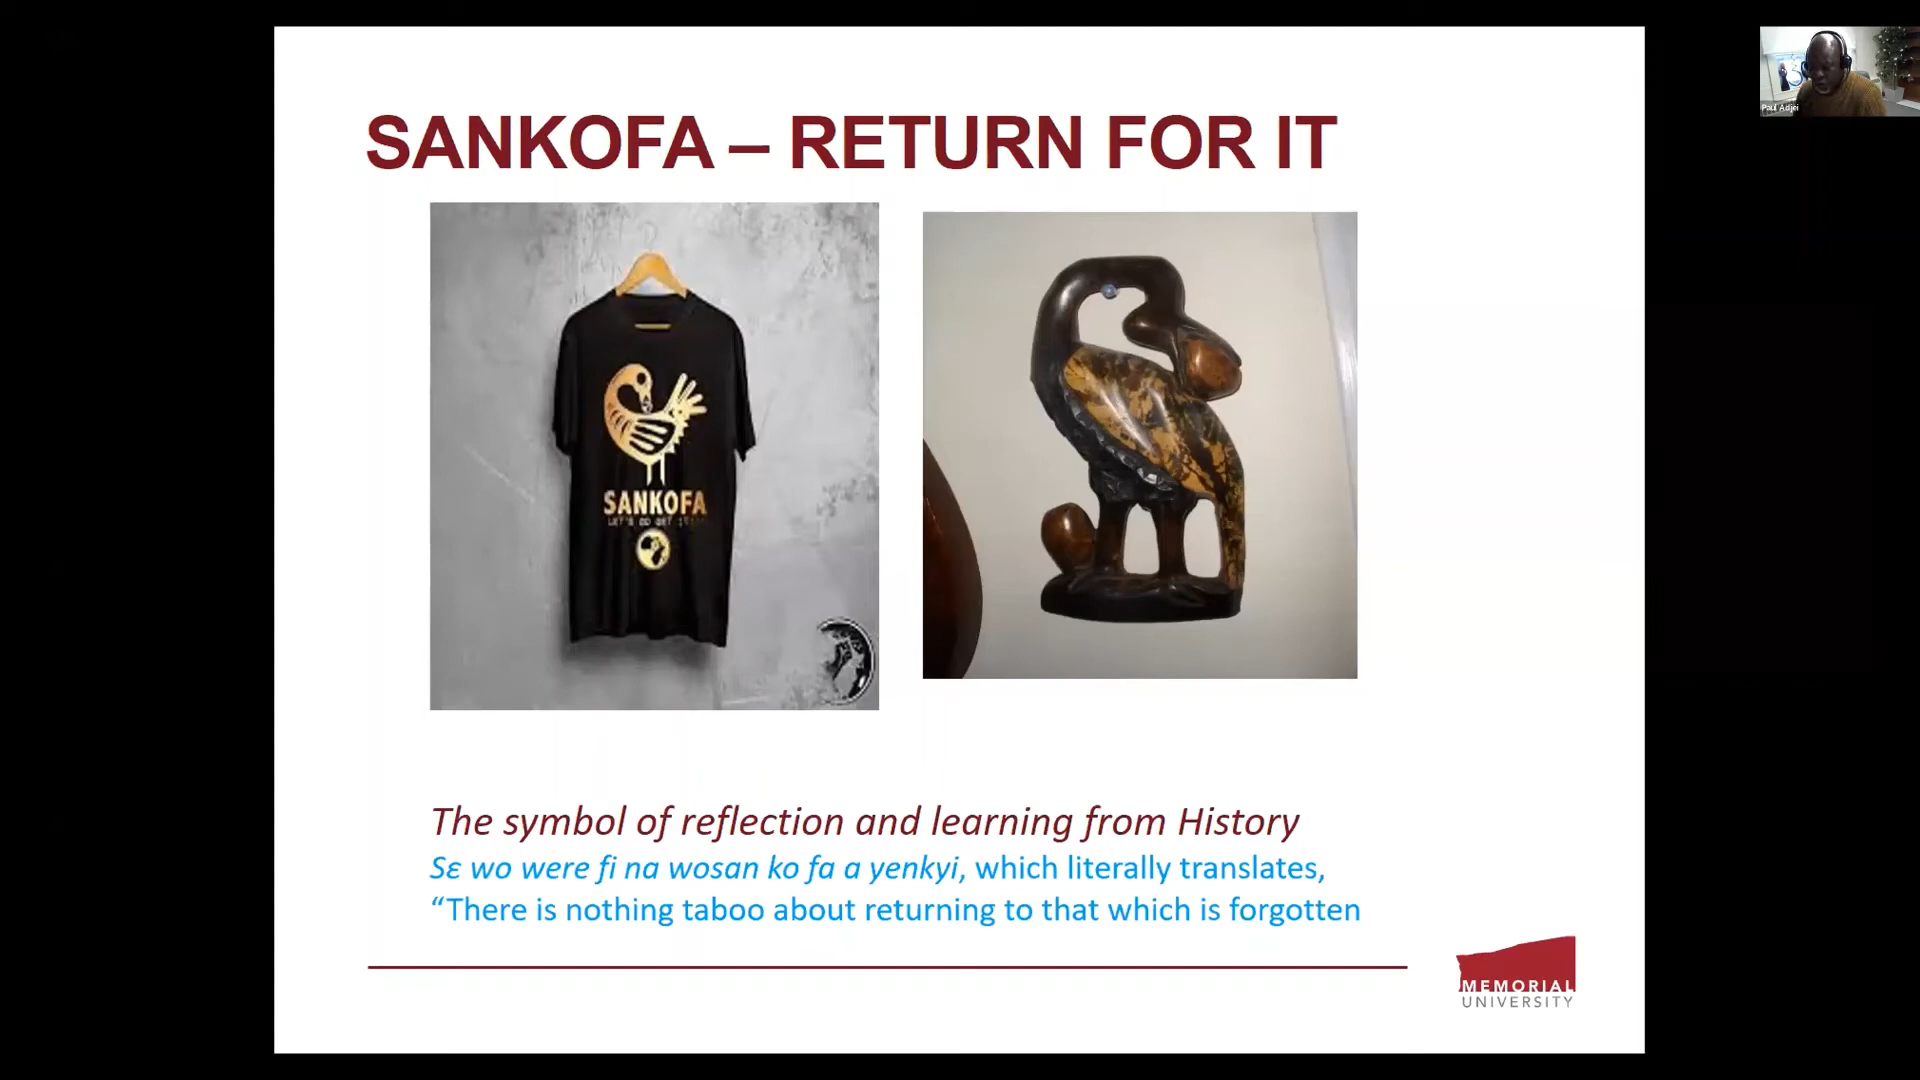 SANKOFA – RETURN FOR IT
SANKOFA
The symbol of reflection and learning from History
Sɛ wo were fi na wosan ko fa a yenkyi, which literally translates,
“There is nothing taboo about returning to that which is forgotten
MEMORIAL
UNIVERSITY
Paul Adjei